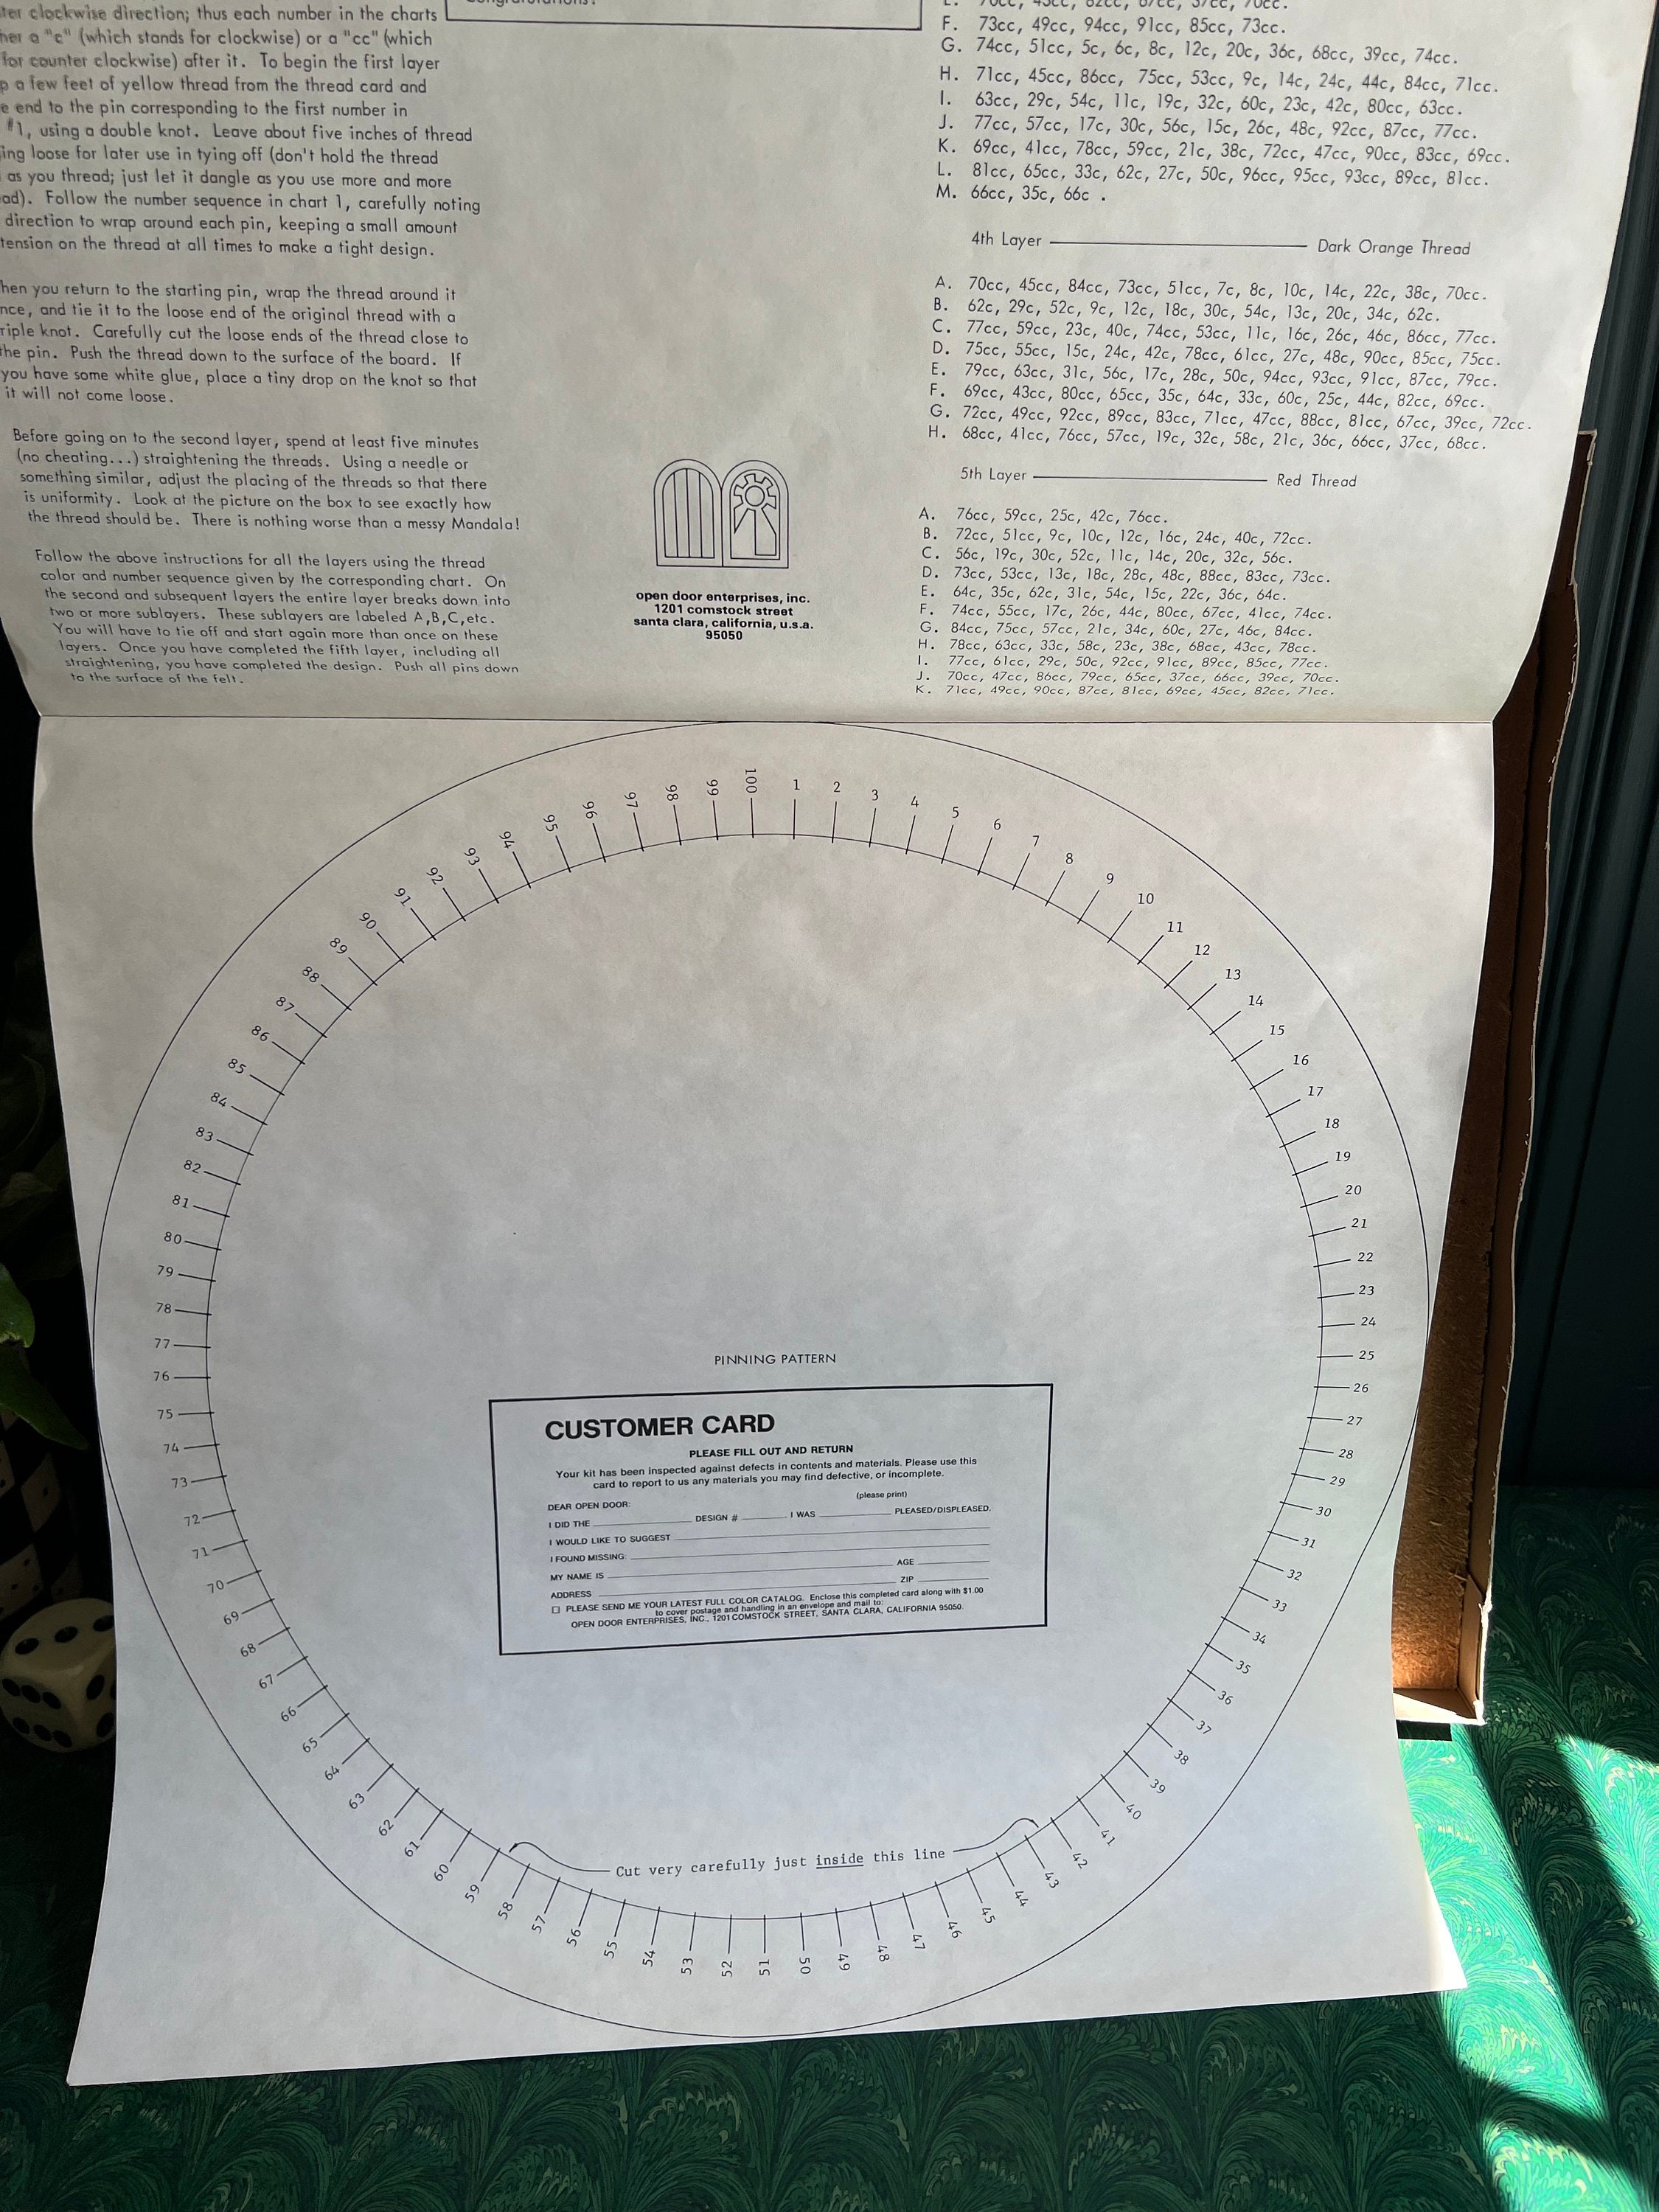 ter clockwise direction; thus each number in the charts
her a "c" (which stands for clockwise) or a "cc" (which
for counter clockwise) after it. To begin the first layer
p a few feet of yellow thread from the thread card and
e end to the pin corresponding to the first number in
#1, using a double knot. Leave about five inches of thread
ing loose for later use in tying off (don't hold the thread
as you thread; just let it dangle as you use more and more
ad). Follow the number sequence in chart 1, carefully noting
direction to wrap around each pin, keeping a small amount
tension on the thread at all times to make a tight design.
hen you return to the starting pin, wrap the thread around it
nce, and tie it to the loose end of the original thread with a
riple knot. Carefully cut the loose ends of the thread close to
the pin. Push the thread down to the surface of the board. If
you have some white glue, place a tiny drop on the knot so that
it will not come loose.
Before going on to the second layer, spend at least five minutes
(no cheating...) straightening the threads. Using a needle or
something similar, adjust the placing of the threads so that there
is uniformity. Look at the picture on the box to see exactly how
the thread should be. There is nothing worse than a messy Mandala!
Follow the above instructions for all the layers using the thread
color and number sequence given by the corresponding chart. On
the second and subsequent layers the entire layer breaks down into
two or more sublayers. These sublayers are labeled A,B,C,etc.
You will have to tie off and start again more than once on these
layers. Once you have completed the fifth layer, including all
straightening, you have completed the design. Push all pins down
to the surface of the felt.
open door enterprises, inc.
1201 comstock street
santa clara, california, u.s.a.
95050
F. 73cc, 49cc, 94cc, 91cc, 85cc, 73cc.
G. 74cc, 51cc, 5c, 6c, 8c, 12c, 20c, 36c, 68cc, 39cc, 74cc.
H. 71cc, 45cc, 86cc, 75cc, 53cc, 9c, 14c, 24c, 44c, 84cc, 71cc.
I. 63cc, 29c, 54c, 11c, 19c, 32c, 60c, 23c, 42c, 80cc, 63cc.
J. 77cc, 57cc, 17c, 30c, 56c, 15c, 26c, 48c, 92cc, 87cc, 77cc.
K. 69cc, 41cc, 78cc, 59cc, 21c, 38c, 72cc, 47cc, 90cc, 83cc, 69cc.
L. 81cc, 65cc, 33c, 62c, 27c, 50c, 96cc, 95cc, 93cc, 89cc, 81cc.
M. 66cc, 35c, 66c .
4th Layer Dark Orange Thread
A. 70cc, 45cc, 84cc, 73cc, 51cc, 7c, 8c, 10c, 14c, 22c, 38c, 70cc.
B. 62c, 29c, 52c, 9c, 12c, 18c, 30c, 54c, 13c, 20c, 34c, 62c.
C. 77cc, 59cc, 23c, 40c, 74cc, 53cc, 11c, 16c, 26c, 46c, 86cc, 77cc.
D. 75cc, 55cc, 15c, 24c, 42c, 78cc, 61cc, 27c, 48c, 90cc, 85cc, 75cc.
E. 79cc, 63cc, 31c, 56c, 17c, 28c, 50c, 94cc, 93cc, 91cc, 87cc, 79cc.
F. 69cc, 43cc, 80cc, 65cc, 35c, 64c, 33c, 60c, 25c, 44c, 82cc, 69cc.
G. 72cc, 49cc, 92cc, 89cc, 83cc, 71cc, 47cc, 88cc, 81cc, 67cc, 39cc, 72cc.
H. 68cc, 41cc, 76cc, 57cc, 19c, 32c, 58c, 21c, 36c, 66cc, 37cc, 68cc.
5th Layer Red Thread
A. 76cc, 59cc, 25c, 42c, 76cc.
B. 72cc, 51cc, 9c, 10c, 12c, 16c, 24c, 40c, 72cc.
C. 56c, 19c, 30c, 52c, 11c, 14c, 20c, 32c, 56c.
D. 73cc, 53cc, 13c, 18c, 28c, 48c, 88cc, 83cc, 73cc.
E. 64c, 35c, 62c, 31c, 54c, 15c, 22c, 36c, 64c.
F. 74cc, 55cc, 17c, 26c, 44c, 80cc, 67cc, 41cc, 74cc.
G. 84cc, 75cc, 57cc, 21c, 34c, 60c, 27c, 46c, 84cc.
H. 78cc, 63cc, 33c, 58c, 23c, 38c, 68cc, 43cc, 78cc.
I. 77cc, 61cc, 29c, 50c, 92cc, 91cc, 89cc, 85cc, 77cc.
J. 70cc, 47cc, 86cc, 79cc, 65cc, 37cc, 66cc, 39cc, 70cc.
K. 71cc, 49cc, 90cc, 87cc, 81cc, 69cc, 45cc, 82cc, 71cc.
1
2
3
4
5
6
7
8
9
10
11
12
13
14
15
16
17
18
19
20
21
22
23
24
25
26
27
28
29
30
31
32
33
34
35
36
37
38
39
40
41
42
43
44
45
46
47
48
49
50
51
52
53
54
55
56
57
58
59
60
61
62
63
64
65
66
67
68
69
70
71
72
73
74
75
76
77
78
79
80
81
82
83
84
85
86
87
88
89
90
91
92
93
94
95
96
97
98
99
100
PINNING PATTERN
CUSTOMER CARD
PLEASE FILL OUT AND RETURN
Your kit has been inspected against defects in contents and materials. Please use this
card to report to us any materials you may find defective, or incomplete.
(please print)
DEAR OPEN DOOR:
I DID THE DESIGN # I WAS PLEASED/DISPLEASED.
I WOULD LIKE TO SUGGEST
I FOUND MISSING:
MY NAME IS AGE
ADDRESS ZIP
PLEASE SEND ME YOUR LATEST FULL COLOR CATALOG. Enclose this completed card along with $1.00
to cover postage and handling in an envelope and mail to:
OPEN DOOR ENTERPRISES, INC., 1201 COMSTOCK STREET, SANTA CLARA, CALIFORNIA 95050.
Cut very carefully just inside this line